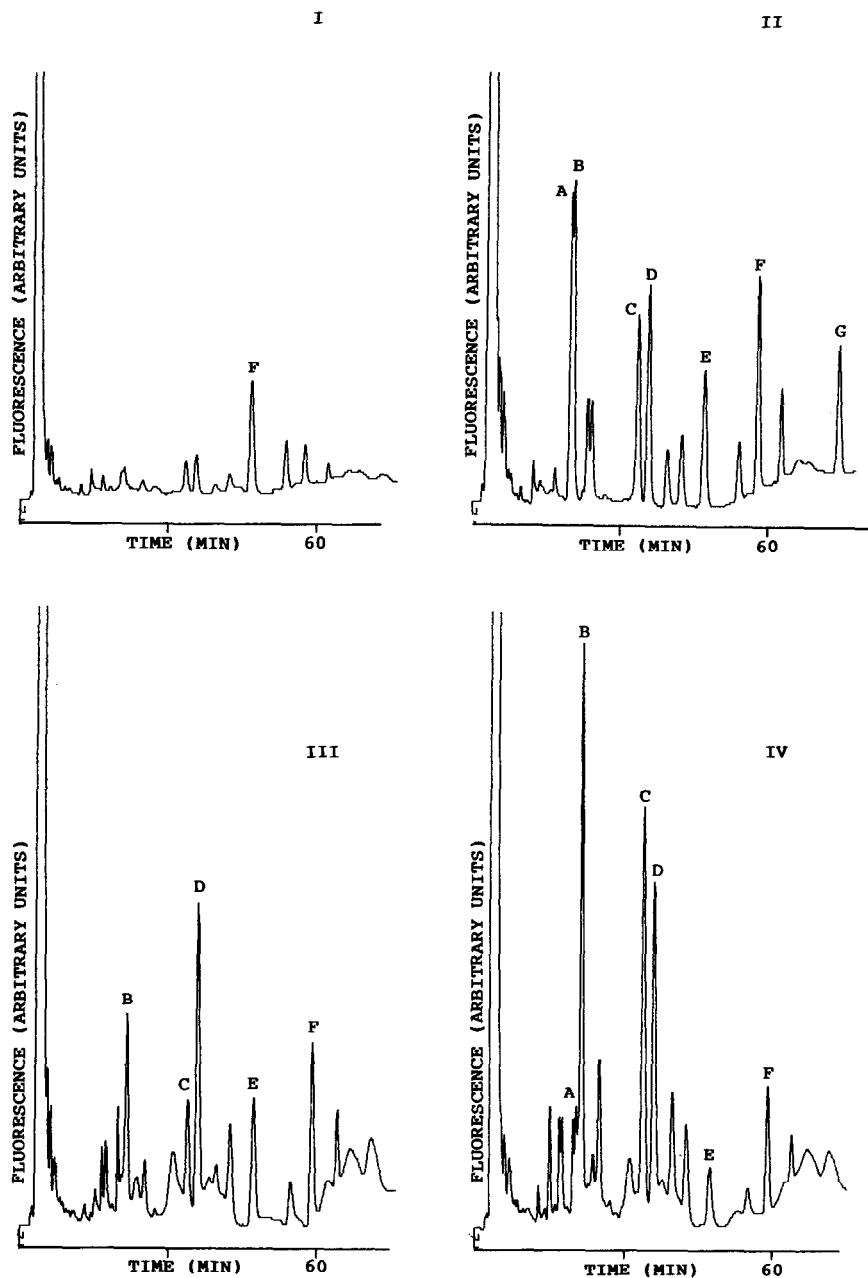 I
II
FLUORESCENCE (ARBITRARY UNITS)
F
TIME (MIN)
60
FLUORESCENCE (ARBITRARY UNITS)
A
B
C
D
E
F
G
TIME (MIN)
60
III
IV
FLUORESCENCE (ARBITRARY UNITS)
B
C
D
E
F
TIME (MIN)
60
FLUORESCENCE (ARBITRARY UNITS)
A
B
C
D
E
F
TIME (MIN)
60